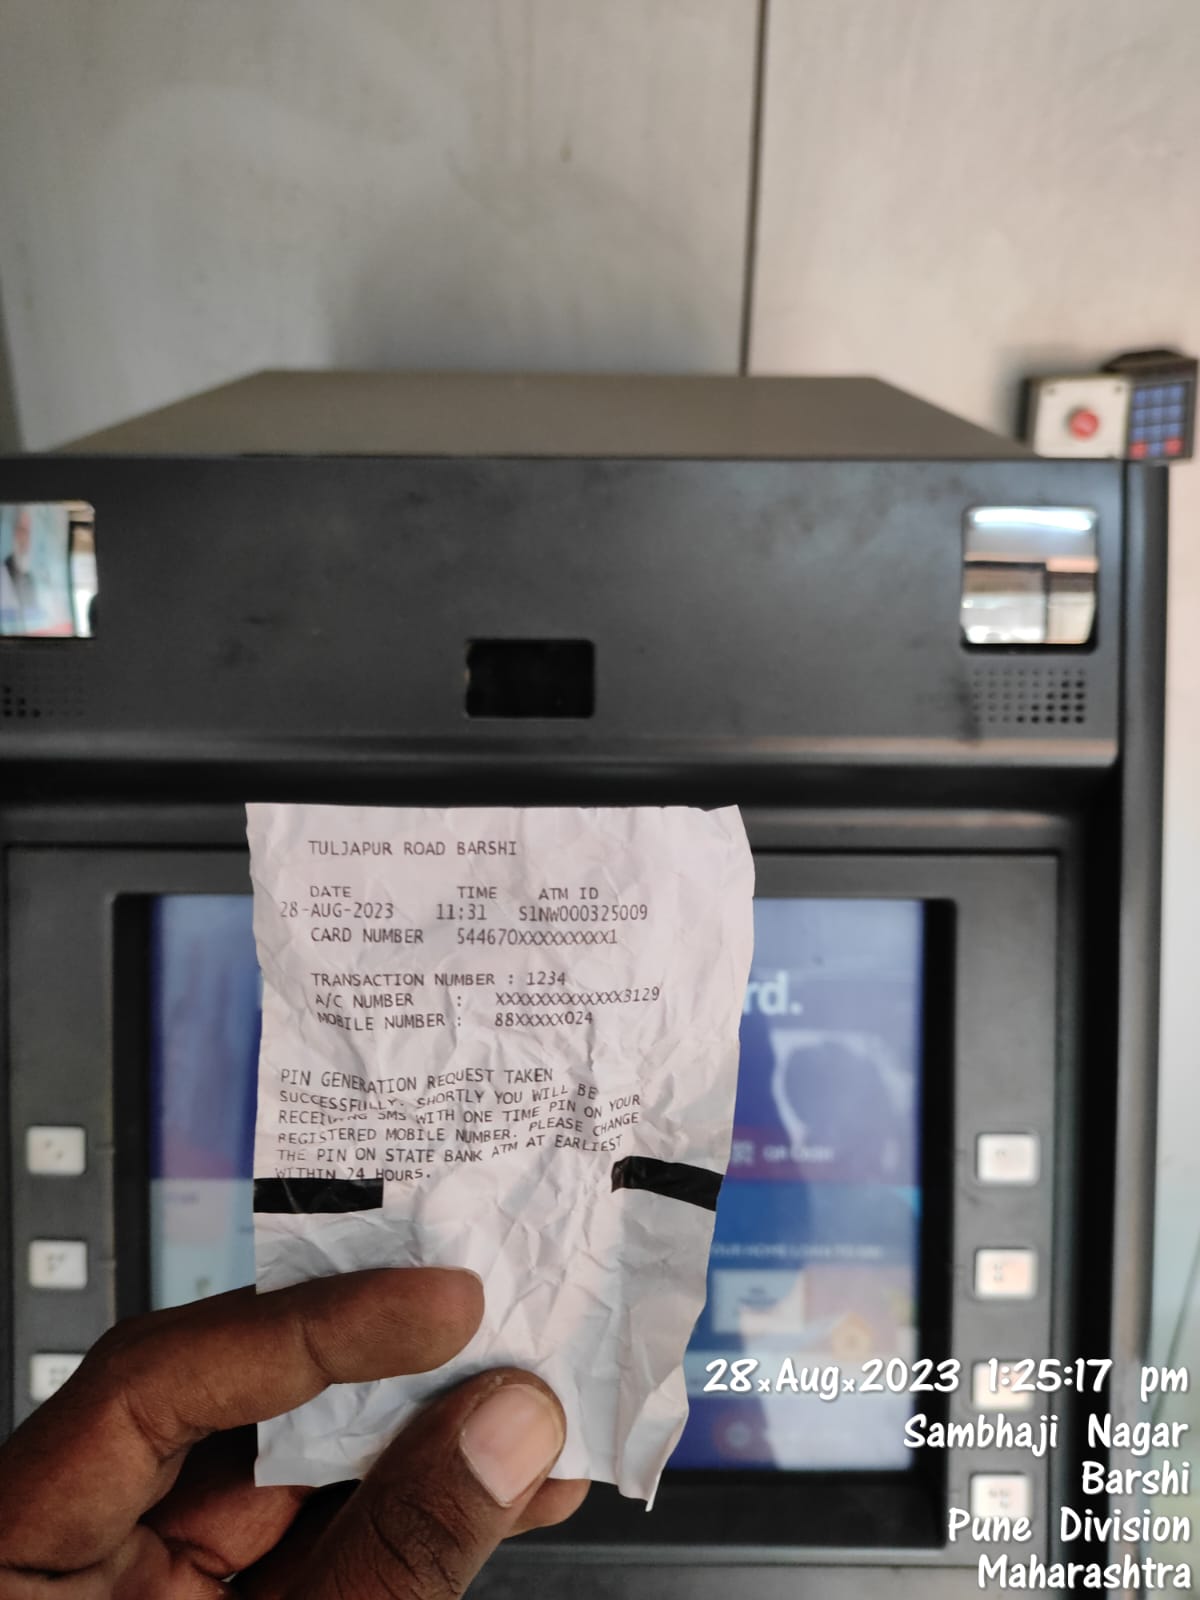 TULJAPUR ROAD BARSHI
DATE TIME ATM ID
28-AUG-2023 11:31 S1NW000325009
CARD NUMBER 544670XXXXXXXXX1
TRANSACTION NUMBER : 1234
A/C NUMBER : XXXXXXXXXXXXX3129
MOBILE NUMBER : 88XXXXX024
PIN GENERATION REQUEST TAKEN
SUCCESSFULLY. SHORTLY YOU WILL BE
RECEIVING SMS WITH ONE TIME PIN ON YOUR
REGISTERED MOBILE NUMBER. PLEASE CHANGE
THE PIN ON STATE BANK ATM AT EARLIEST
WITHIN 24 HOURS.
rd.
28×Aug×2023 1:25:17 pm
Sambhaji Nagar
Barshi
Pune Division
Maharashtra